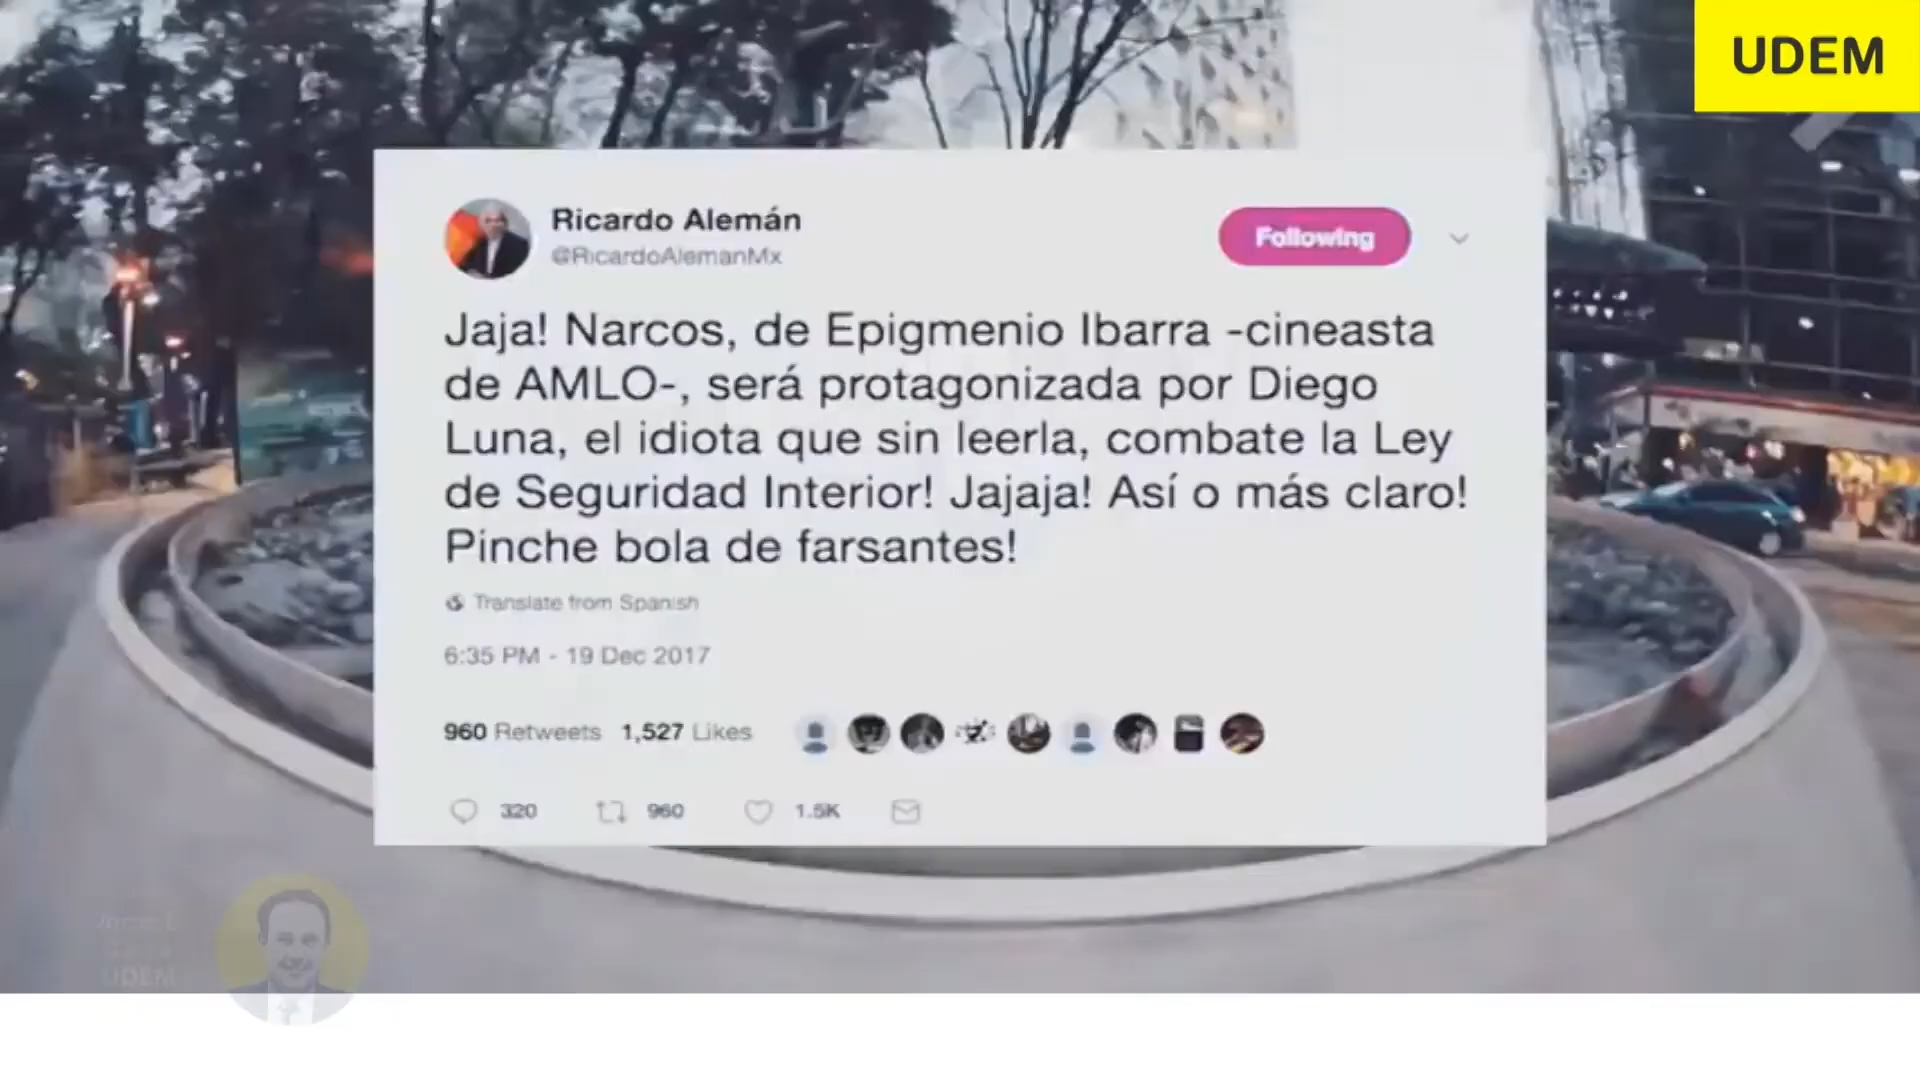 UDEM
Ricardo Alemán
@RicardoAlemanMx
Following
Jaja! Narcos, de Epigmenio Ibarra -cineasta
de AMLO-, será protagonizada por Diego
Luna, el idiota que sin leerla, combate la Ley
de Seguridad Interior! Jajaja! Así o más claro!
Pinche bola de farsantes!
Translate from Spanish
6:35 PM - 19 Dec 2017
960 Retweets 1,527 Likes
320 960 1.5K
UDEM